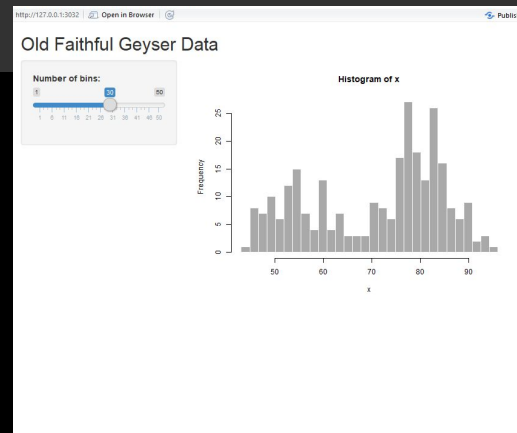 http://127.0.0.1:3032 Open in Browser Publis
Old Faithful Geyser Data
Number of bins:
1 30 50
1 6 11 16 21 26 31 36 41 46 50
Histogram of x
Frequency
25
20
15
10
5
0
50 60 70 80 90
x